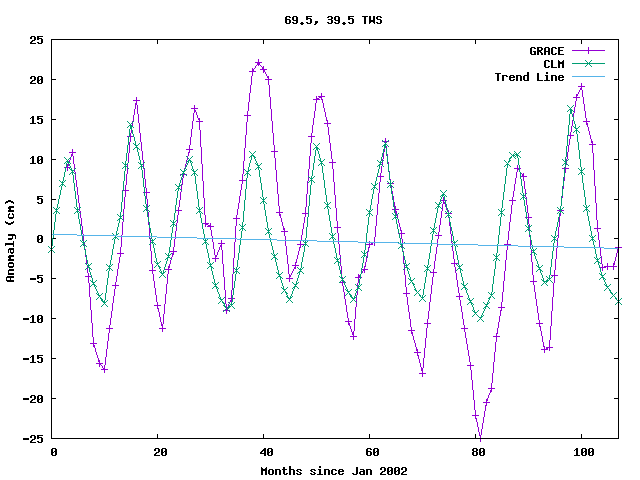 69.5, 39.5 TWS
GRACE
CLM
Trend Line
Anomaly (cm)
25
20
15
10
5
0
-5
-10
-15
-20
-25
0 20 40 60 80 100
Months since Jan 2002